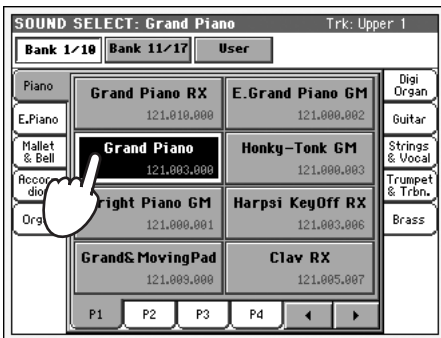 SOUND SELECT: Grand Piano Trk: Upper 1
Bank 1/10 Bank 11/17 User
Piano
E.Piano
Mallet
& Bell
Accor-
dion
Grand Piano RX
121.010.000
E.Grand Piano GM
121.000.002
Grand Piano
121.003.000
Honky-Tonk GM
121.000.003
right Piano GM
121.000.001
Harpsi KeyOff RX
121.003.006
Grand&MovingPad
121.009.000
Clav RX
121.005.007
Digi
Organ
Guitar
Strings
& Vocal
Trumpet
& Trbn.
Brass
P1 P2 P3 P4